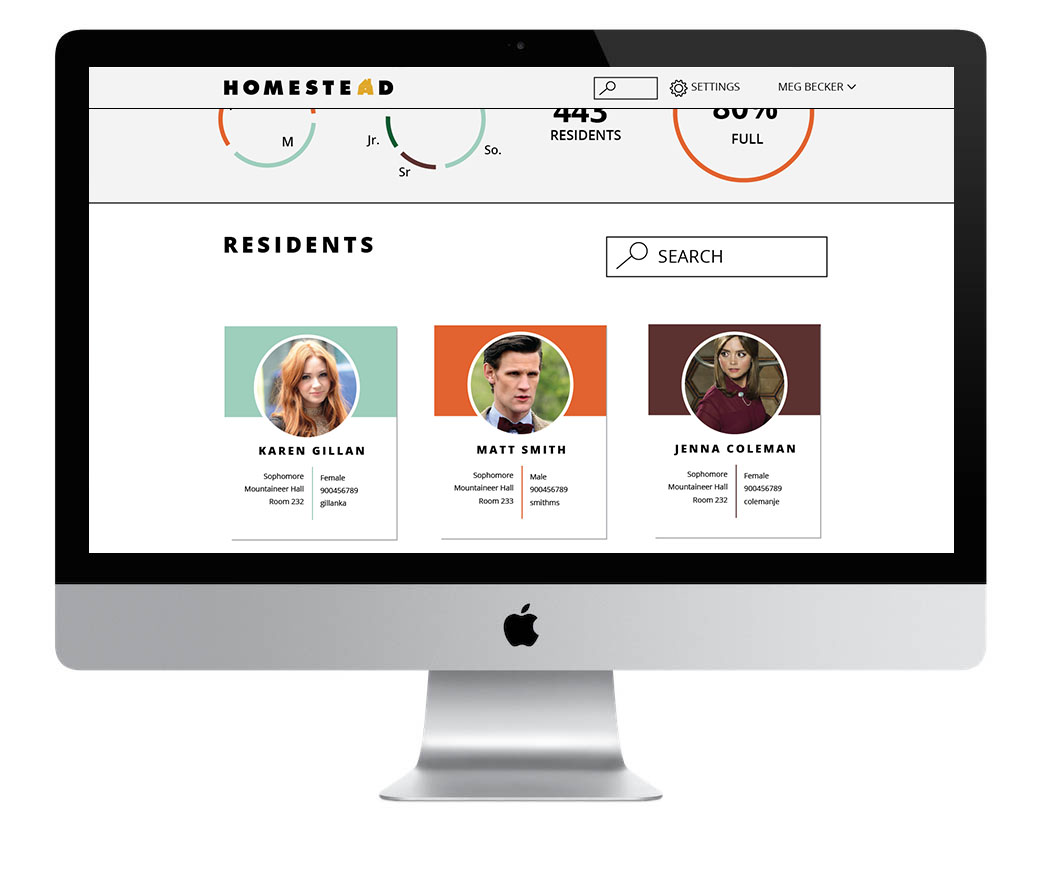 HOMESTEAD
SETTINGS
MEG BECKER
M
Jr.
Sr
So.
443
RESIDENTS
80%
FULL
RESIDENTS
SEARCH
KAREN GILLAN
Sophomore
Mountaineer Hall
Room 232
Female
900456789
gillanka
MATT SMITH
Sophomore
Mountaineer Hall
Room 233
Male
900456789
smithms
JENNA COLEMAN
Sophomore
Mountaineer Hall
Room 232
Female
900456789
colemanje